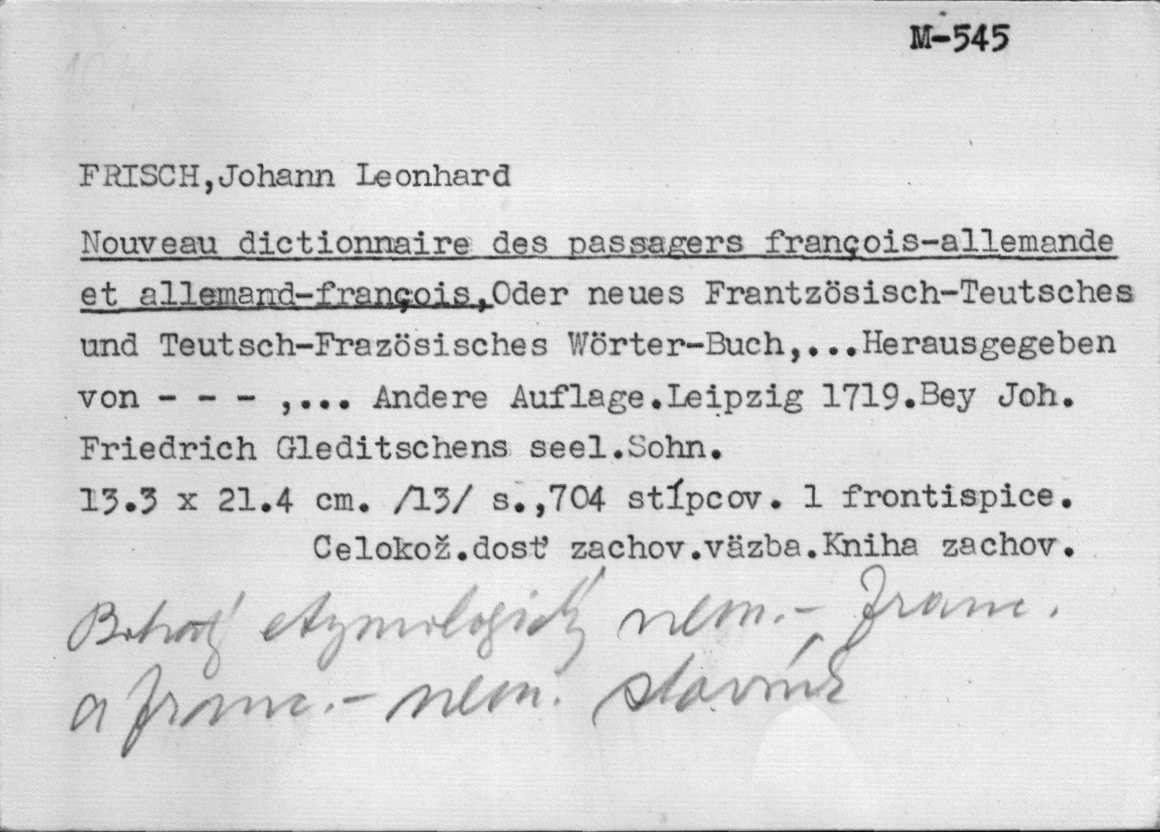 M-545
FRISCH,Johann Leonhard
Nouveau dictionnaire des passagers françois-allemande
et allemand-françois,Oder neues Frantzösisch-Teutsches
und Teutsch-Frazösisches Wörter-Buch,...Herausgegeben
von - - - ,... Andere Auflage.Leipzig 1719.Bey Joh.
Friedrich Gleditschens seel.Sohn.
13.3 x 21.4 cm. /13/ s.,704 stĺpcov. 1 frontispice.
Celokož.dosť zachov.väzba.Kniha zachov.
Bohatý etymologický nem.- franc.
a franc.- nem. slovník